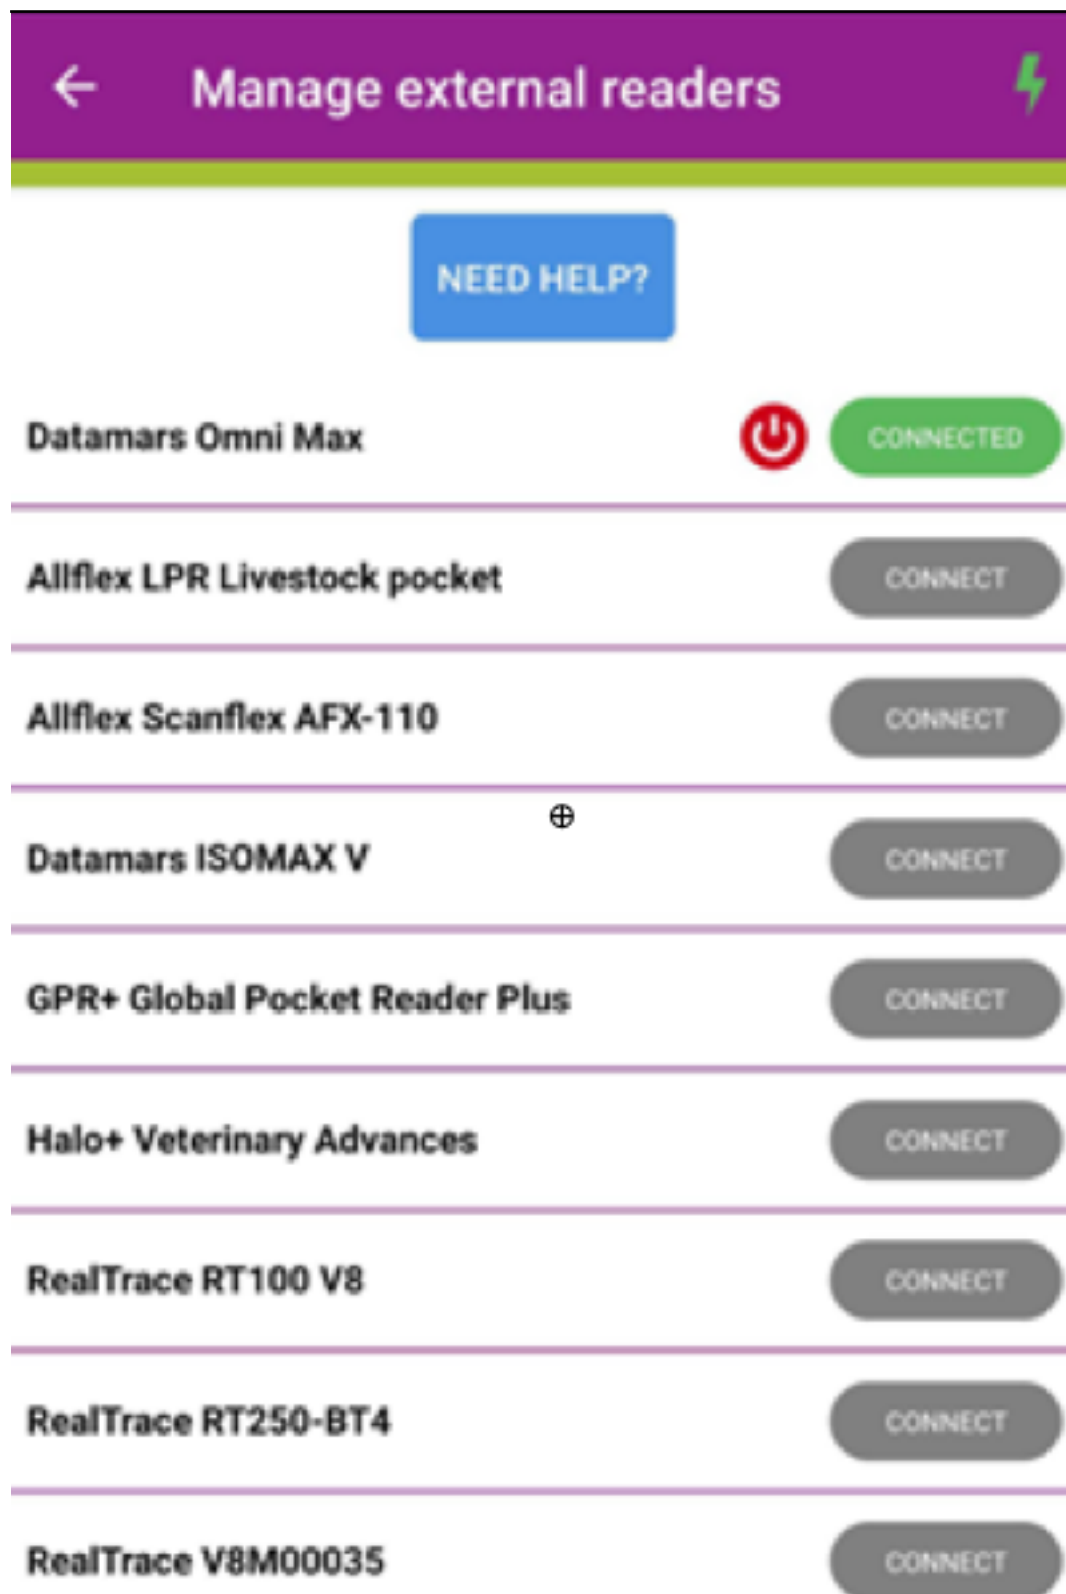 Manage external readers
NEED HELP?
Datamars Omni Max CONNECTED
Allflex LPR Livestock pocket CONNECT
Allflex Scanflex AFX-110 CONNECT
Datamars ISOMAX V CONNECT
GPR+ Global Pocket Reader Plus CONNECT
Halo+ Veterinary Advances CONNECT
RealTrace RT100 V8 CONNECT
RealTrace RT250-BT4 CONNECT
RealTrace V8M00035 CONNECT